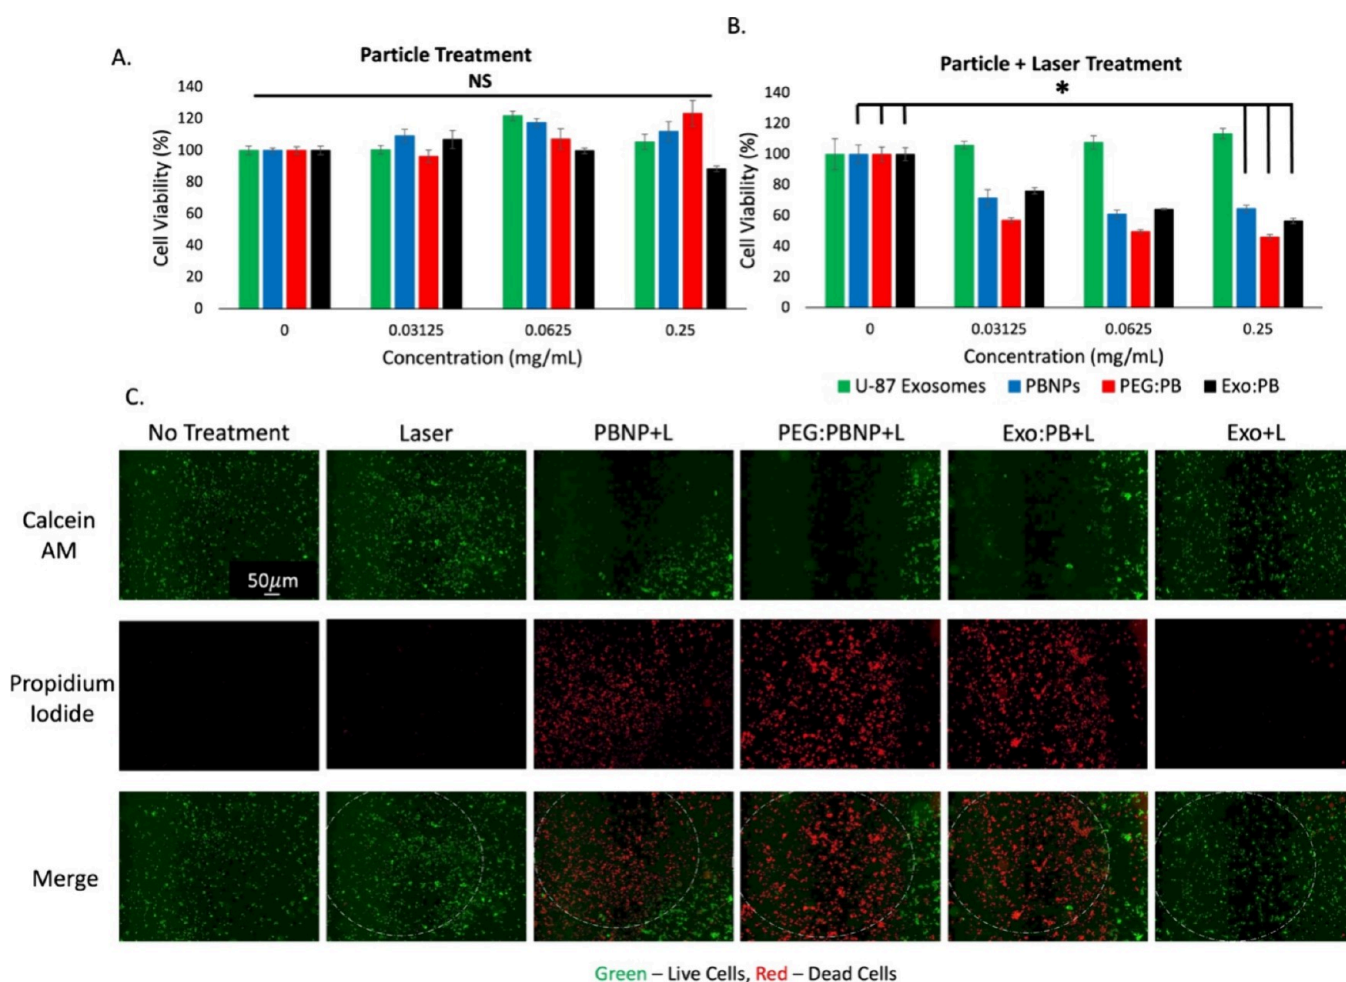 A.
Particle Treatment
NS
Cell Viability (%)
140
120
100
80
60
40
20
0
0 0.03125 0.0625 0.25
Concentration (mg/mL)
B.
Particle + Laser Treatment
*
Cell Viability (%)
140
120
100
80
60
40
20
0
0 0.03125 0.0625 0.25
Concentration (mg/mL)
U-87 Exosomes PBNPs PEG:PB Exo:PB
C.
No Treatment Laser PBNP+L PEG:PBNP+L Exo:PB+L Exo+L
Calcein
AM
50μm
Propidium
Iodide
Merge
Green – Live Cells, Red – Dead Cells